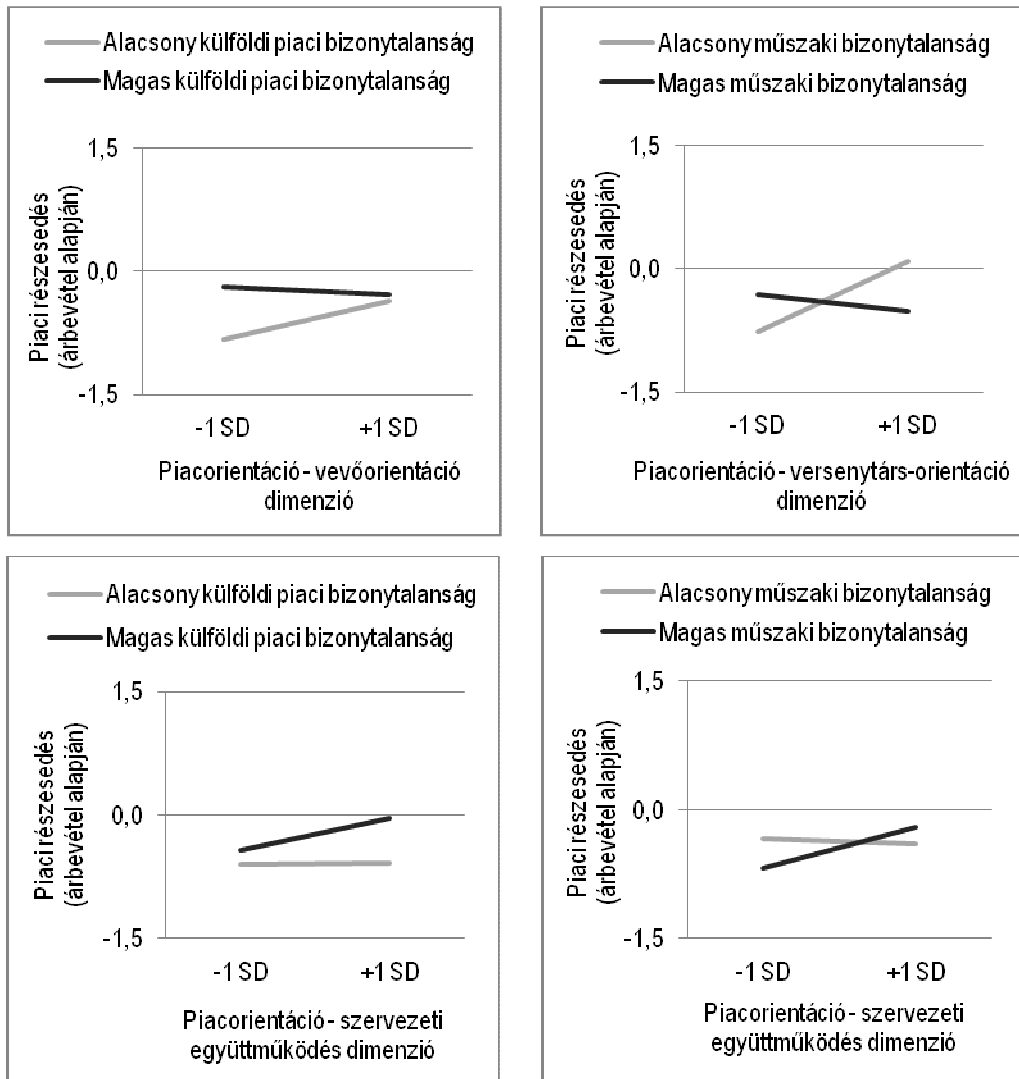 Alacsony külföldi piaci bizonytalanság
Magas külföldi piaci bizonytalanság
Piaci részesedés
(árbevétel alapján)
1,5
0,0
-1,5
-1 SD +1 SD
Piacorientáció - vevőorientáció
dimenzió
Alacsony műszaki bizonytalanság
Magas műszaki bizonytalanság
Piaci részesedés
(árbevétel alapján)
1,5
0,0
-1,5
-1 SD +1 SD
Piacorientáció - versenytárs-orientáció
dimenzió
Alacsony külföldi piaci bizonytalanság
Magas külföldi piaci bizonytalanság
Piaci részesedés
(árbevétel alapján)
1,5
0,0
-1,5
-1 SD +1 SD
Piacorientáció - szervezeti
együttműködés dimenzió
Alacsony műszaki bizonytalanság
Magas műszaki bizonytalanság
Piaci részesedés
(árbevétel alapján)
1,5
0,0
-1,5
-1 SD +1 SD
Piacorientáció - szervezeti
együttműködés dimenzió